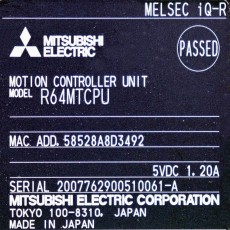 MELSEC iQ-R
MITSUBISHI
ELECTRIC
PASSED
MOTION CONTROLLER UNIT
MODEL R64MTCPU
MAC ADD. 58528A8D3492
5VDC 1.20A
SERIAL 2007762900510061-A
MITSUBISHI ELECTRIC CORPORATION
TOKYO 100-8310, JAPAN
MADE IN JAPAN